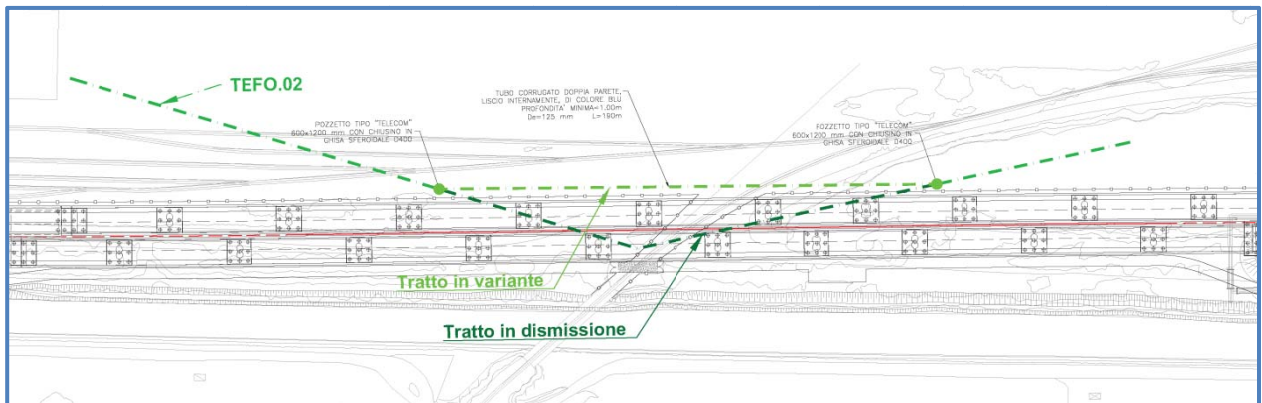 TEFO.02
TUBO CORRUGATO DOPPIA PARETE,
LISCIO INTERNAMENTE, DI COLORE BLU
PROFONDITA' MINIMA=1,00m
De=125 mm L=190m
POZZETTO TIPO "TELECOM"
600x1200 mm CON CHIUSINO IN
GHISA SFEROIDALE D400
POZZETTO TIPO "TELECOM"
600x1200 mm CON CHIUSINO IN
GHISA SFEROIDALE D400
Tratto in variante
Tratto in dismissione